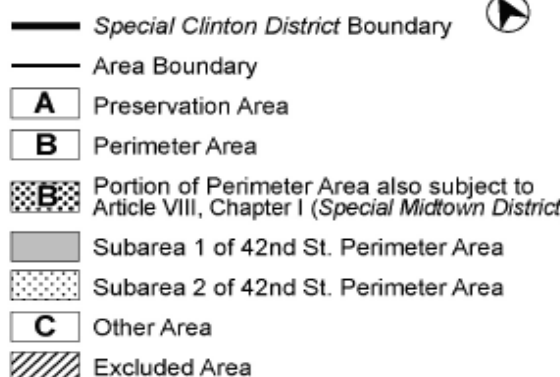 Special Clinton District Boundary
Area Boundary
A Preservation Area
B Perimeter Area
B Portion of Perimeter Area also subject to
Article VIII, Chapter I (Special Midtown District
Subarea 1 of 42nd St. Perimeter Area
Subarea 2 of 42nd St. Perimeter Area
C Other Area
Excluded Area